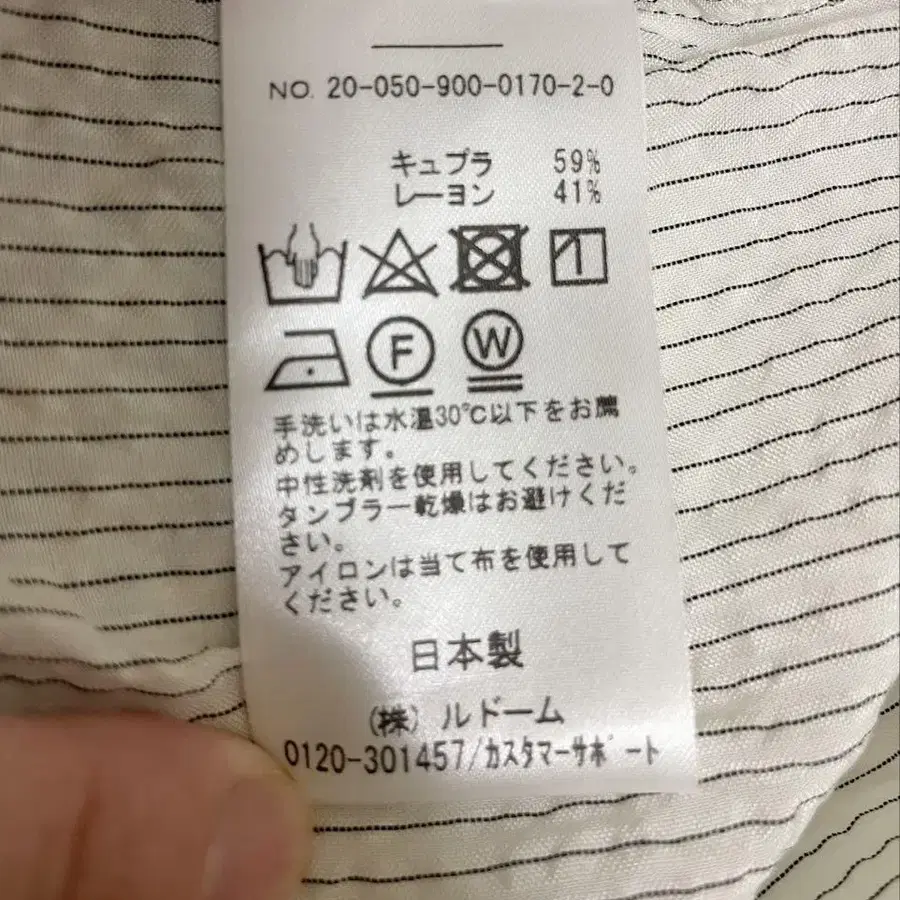 NO. 20-050-900-0170-2-0
キュプラ 59%
レーヨン 41%
F W
手洗いは水温30℃以下をお薦
めします。
中性洗剤を使用してください。
タンブラー乾燥はお避けくだ
さい。
アイロンは当て布を使用して
ください。
日本製
(株) ルドーム
0120-301457/カスタマーサポート